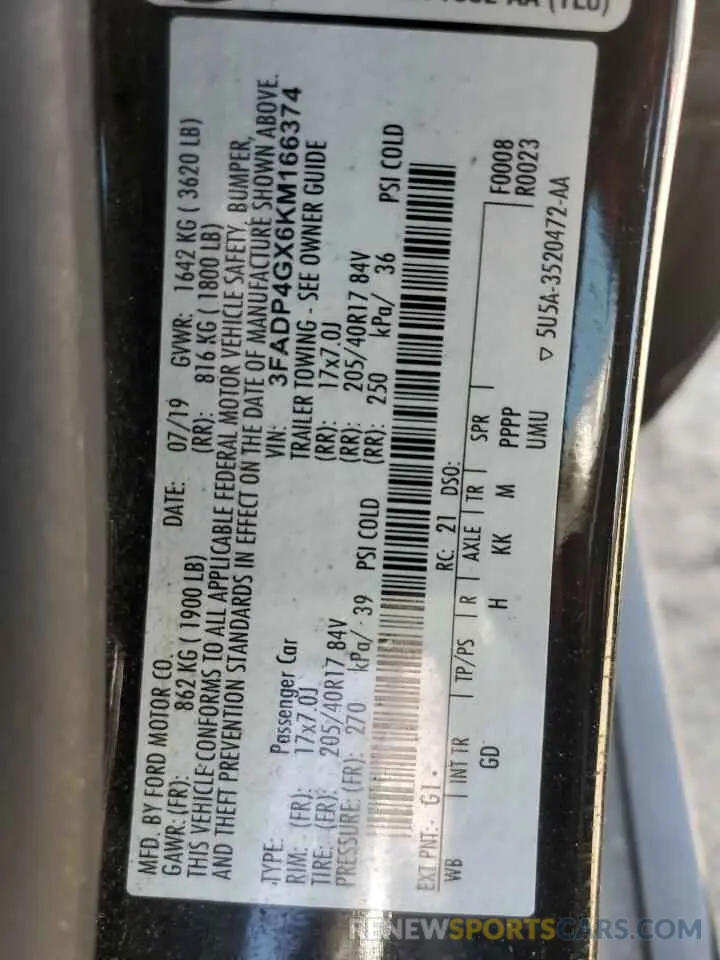 AA (TEU)
MFD. BY FORD MOTOR CO.
DATE: 07/19 GVWR: 1642 KG ( 3620 LB)
GAWR: (FR): 862 KG ( 1900 LB) (RR): 816 KG ( 1800 LB)
THIS VEHICLE CONFORMS TO ALL APPLICABLE FEDERAL MOTOR VEHICLE SAFETY, BUMPER,
AND THEFT PREVENTION STANDARDS IN EFFECT ON THE DATE OF MANUFACTURE SHOWN ABOVE.
VIN: 3FADP4GX6KM166374
TYPE: Passenger Car TRAILER TOWING - SEE OWNER GUIDE
RIM: (FR): 17x7.0J (RR): 17x7.0J
TIRE: (FR): 205/40R17 84V (RR): 205/40R17 84V
PRESSURE: (FR): 270 kPa/ 39 PSI COLD (RR): 250 kPa/ 36 PSI COLD
EXT PNT: G1 RC: 21 DSO: F0008
WB INT TR TP/PS R AXLE TR SPR R0023
GD H KK M PPPP
UMU
▽ 5U5A-3520472-AA
RENEWSPORTSCARS.COM